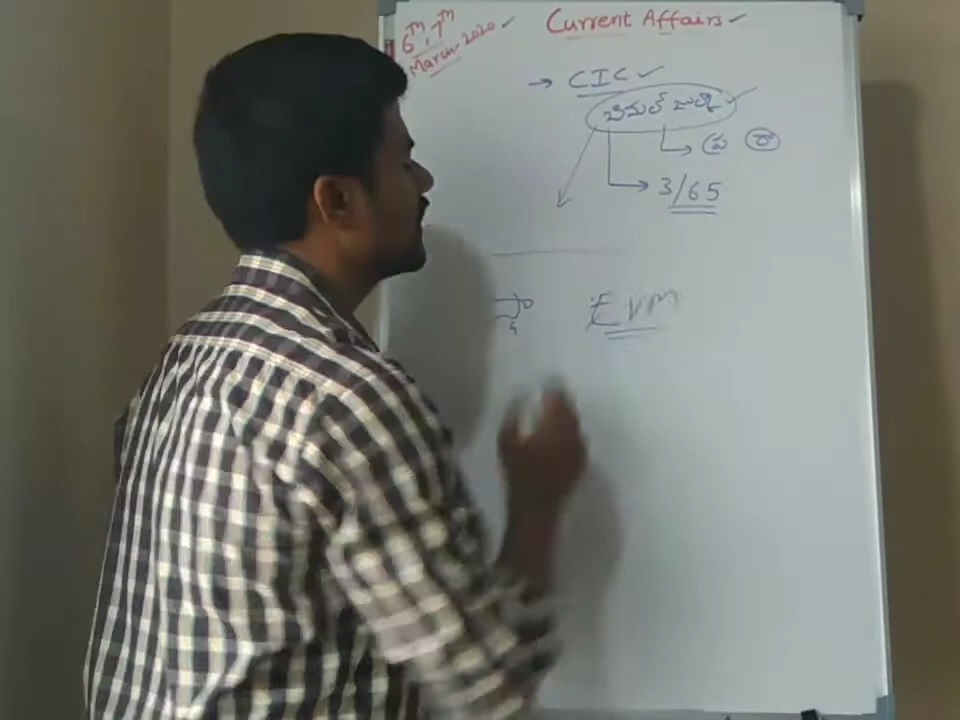 6th, 7th Current Affairs
March-2020
→ CIC
బిమల్ జుల్కా
ప్ర రా
3/65
EVM